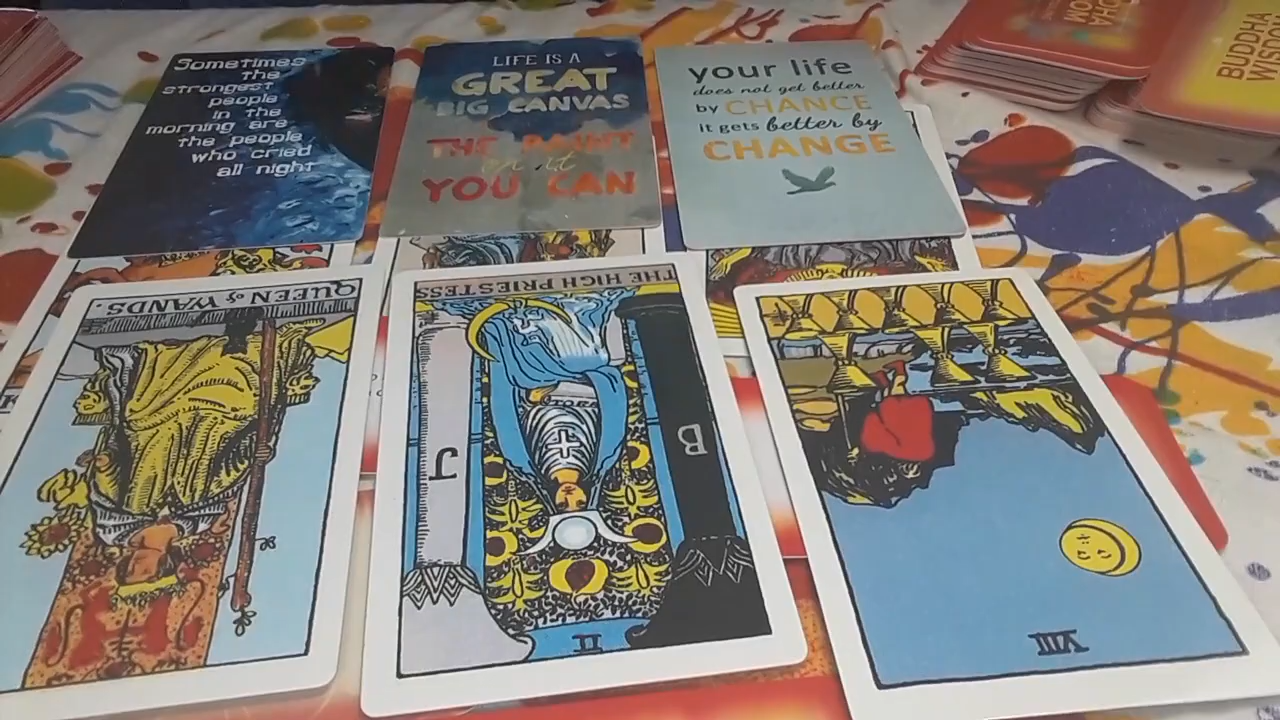 Sometimes
the
strongest
people
in the
morning are
the people
who cried
all night
LIFE IS A
GREAT
BIG CANVAS
THE PAINT
on it
YOU CAN
your life
does not get better
by CHANCE
it gets better by
CHANGE
BUDDHA
WISDOM
QUEEN of WANDS.
THE HIGH PRIESTESS
J
B
II
VIII